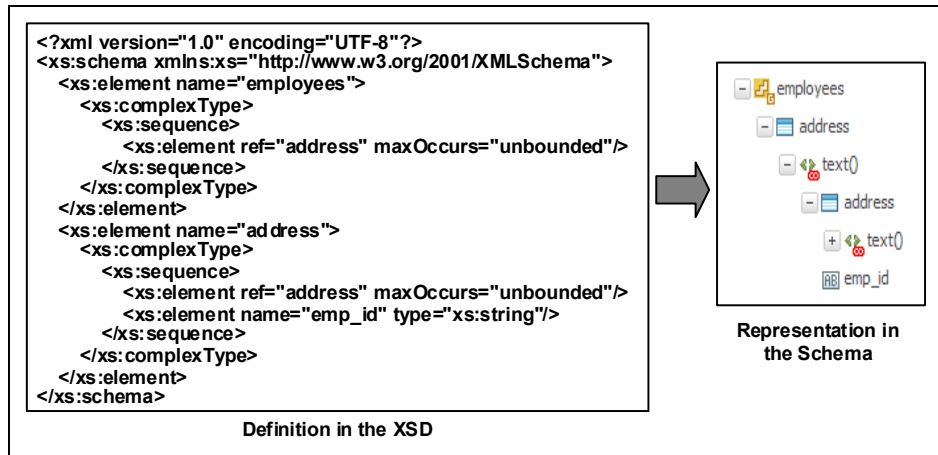 <?xml version="1.0" encoding="UTF-8"?>
<xs:schema xmlns:xs="http://www.w3.org/2001/XMLSchema">
<xs:element name="employees">
<xs:complexType>
<xs:sequence>
<xs:element ref="address" maxOccurs="unbounded"/>
</xs:sequence>
</xs:complexType>
</xs:element>
<xs:element name="address">
<xs:complexType>
<xs:sequence>
<xs:element ref="address" maxOccurs="unbounded"/>
<xs:element name="emp_id" type="xs:string"/>
</xs:sequence>
</xs:complexType>
</xs:element>
</xs:schema>
Definition in the XSD
employees
address
text()
address
text()
AB emp_id
Representation in
the Schema